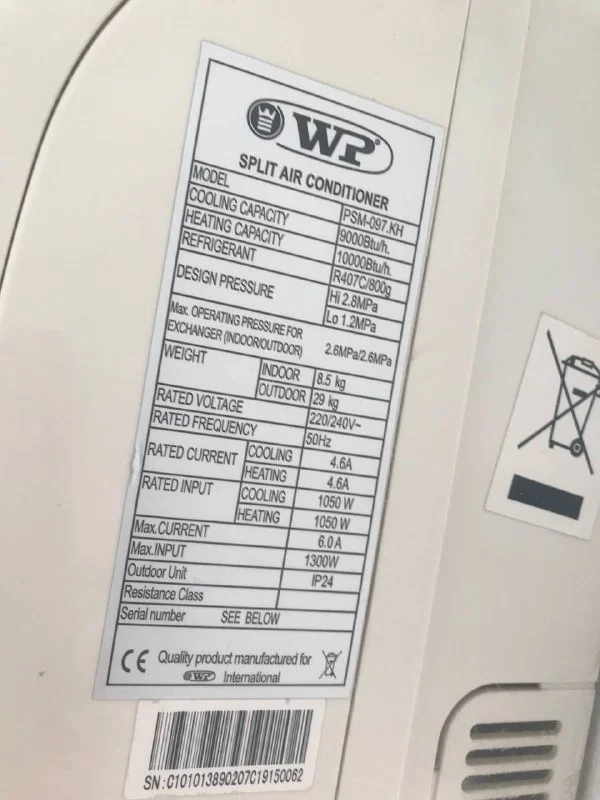 WP
SPLIT AIR CONDITIONER
MODEL PSM-097.KH
COOLING CAPACITY 9000Btu/h.
HEATING CAPACITY 10000Btu/h.
REFRIGERANT R407C/800g
DESIGN PRESSURE Hi 2.8MPa
Lo 1.2MPa
Max. OPERATING PRESSURE FOR
EXCHANGER (INDOOR/OUTDOOR) 2.6MPa/2.6MPa
WEIGHT INDOOR 8.5 kg
OUTDOOR 29 kg
RATED VOLTAGE 220/240V~
RATED FREQUENCY 50Hz
RATED CURRENT COOLING 4.6A
HEATING 4.6A
RATED INPUT COOLING 1050 W
HEATING 1050 W
Max.CURRENT 6.0 A
Max.INPUT 1300W
Outdoor Unit IP24
Resistance Class
Serial number SEE BELOW
CE Quality product manufactured for
WP International
SN:C101013890207C19150062